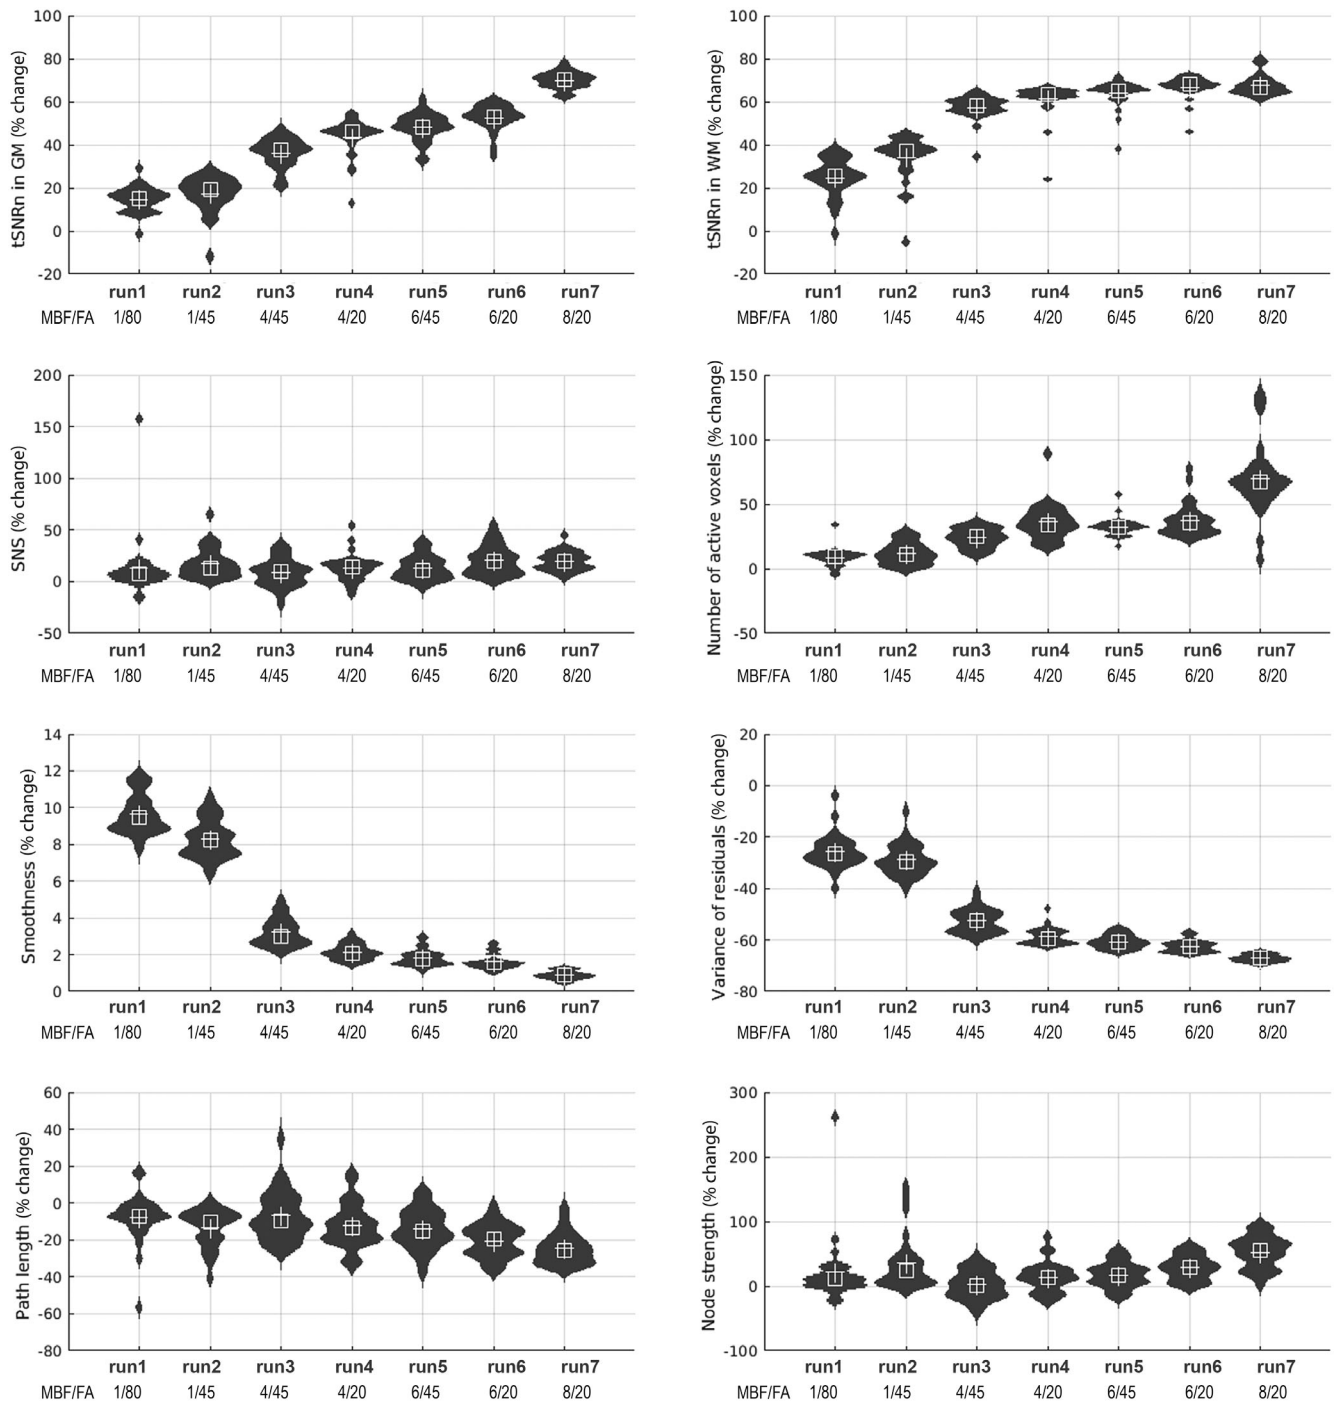 tSNRn in GM (% change)
100
80
60
40
20
0
-20
run1 run2 run3 run4 run5 run6 run7
MBF/FA 1/80 1/45 4/45 4/20 6/45 6/20 8/20
tSNRn in WM (% change)
100
80
60
40
20
0
-20
run1 run2 run3 run4 run5 run6 run7
MBF/FA 1/80 1/45 4/45 4/20 6/45 6/20 8/20
SNS (% change)
200
150
100
50
0
-50
run1 run2 run3 run4 run5 run6 run7
MBF/FA 1/80 1/45 4/45 4/20 6/45 6/20 8/20
Number of active voxels (% change)
150
100
50
0
-50
run1 run2 run3 run4 run5 run6 run7
MBF/FA 1/80 1/45 4/45 4/20 6/45 6/20 8/20
Smoothness (% change)
14
12
10
8
6
4
2
0
run1 run2 run3 run4 run5 run6 run7
MBF/FA 1/80 1/45 4/45 4/20 6/45 6/20 8/20
Variance of residuals (% change)
20
0
-20
-40
-60
-80
run1 run2 run3 run4 run5 run6 run7
MBF/FA 1/80 1/45 4/45 4/20 6/45 6/20 8/20
Path length (% change)
60
40
20
0
-20
-40
-60
-80
run1 run2 run3 run4 run5 run6 run7
MBF/FA 1/80 1/45 4/45 4/20 6/45 6/20 8/20
Node strength (% change)
300
200
100
0
-100
run1 run2 run3 run4 run5 run6 run7
MBF/FA 1/80 1/45 4/45 4/20 6/45 6/20 8/20